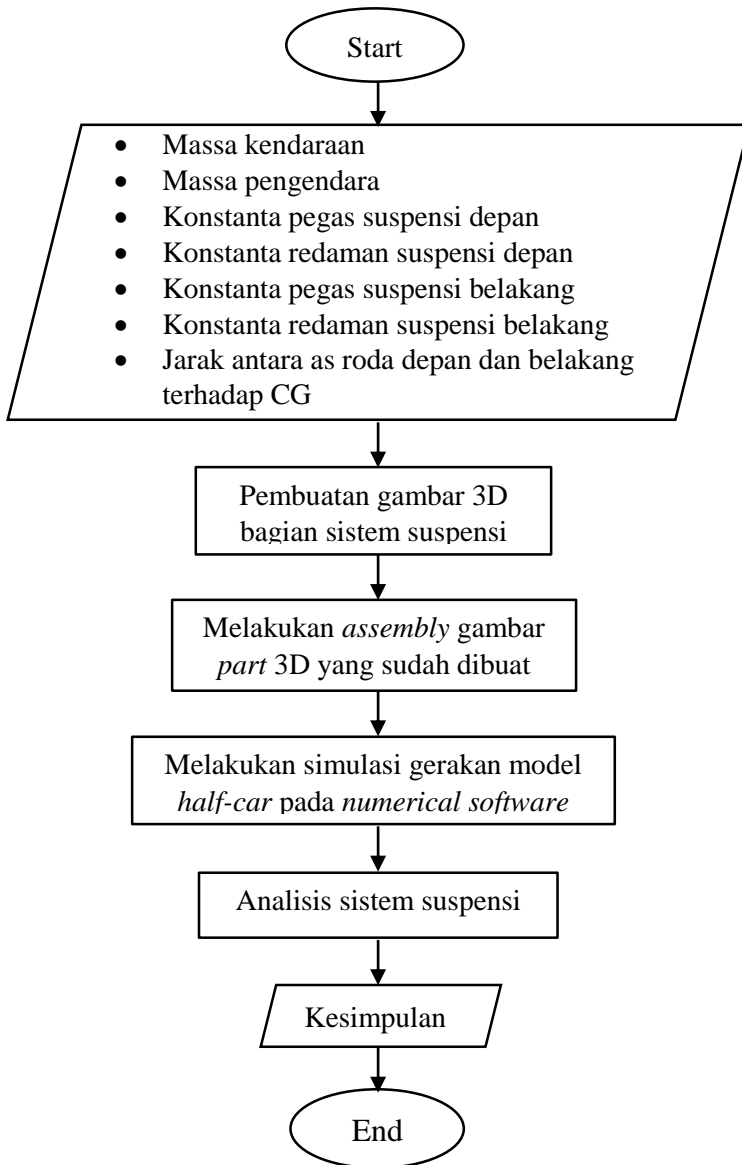 Start
• Massa kendaraan
• Massa pengendara
• Konstanta pegas suspensi depan
• Konstanta redaman suspensi depan
• Konstanta pegas suspensi belakang
• Konstanta redaman suspensi belakang
• Jarak antara as roda depan dan belakang
terhadap CG
Pembuatan gambar 3D
bagian sistem suspensi
Melakukan assembly gambar
part 3D yang sudah dibuat
Melakukan simulasi gerakan model
half-car pada numerical software
Analisis sistem suspensi
Kesimpulan
End